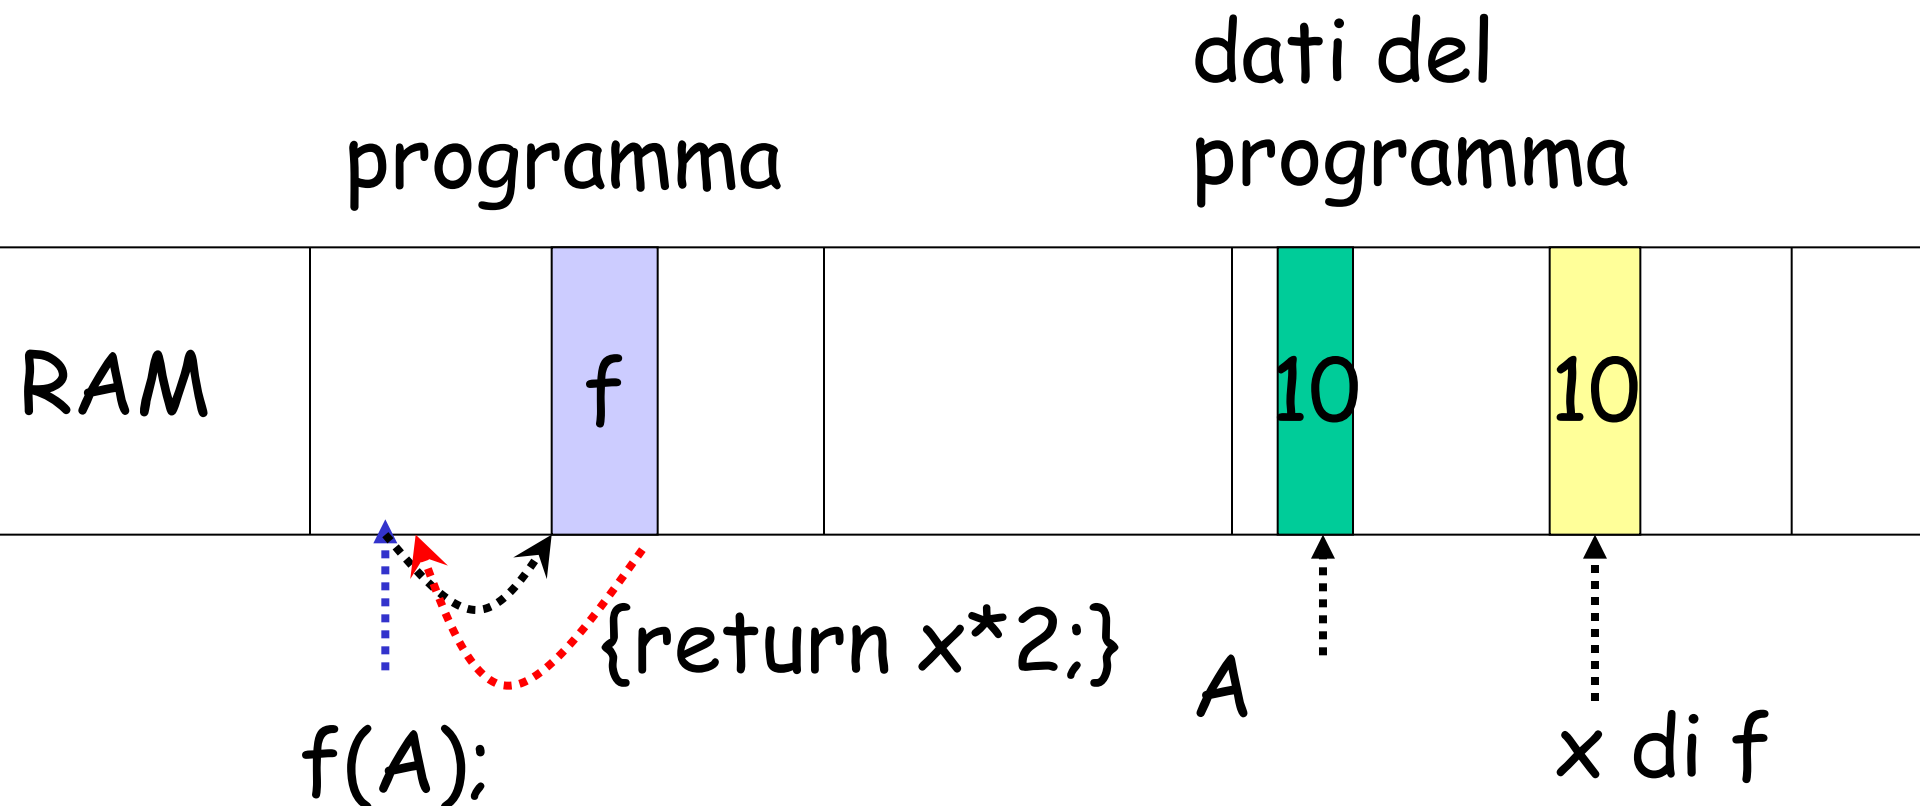 dati del
programma
programma
RAM
f
10
10
{return x*2;}
A
x di f
f(A);